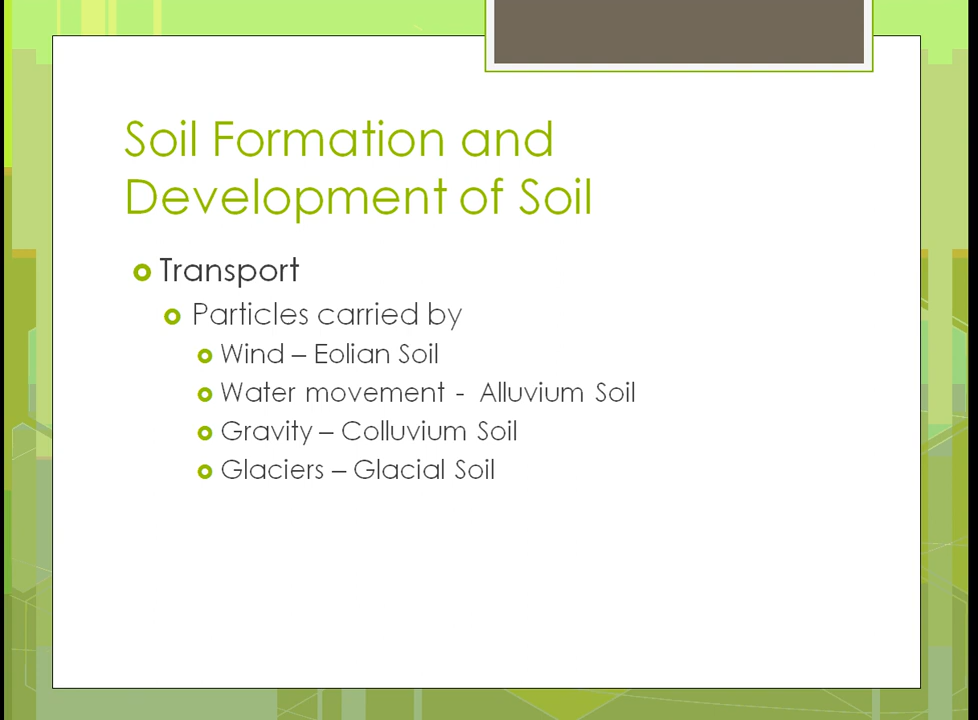 Soil Formation and
Development of Soil
Transport
Particles carried by
Wind – Eolian Soil
Water movement - Alluvium Soil
Gravity – Colluvium Soil
Glaciers – Glacial Soil